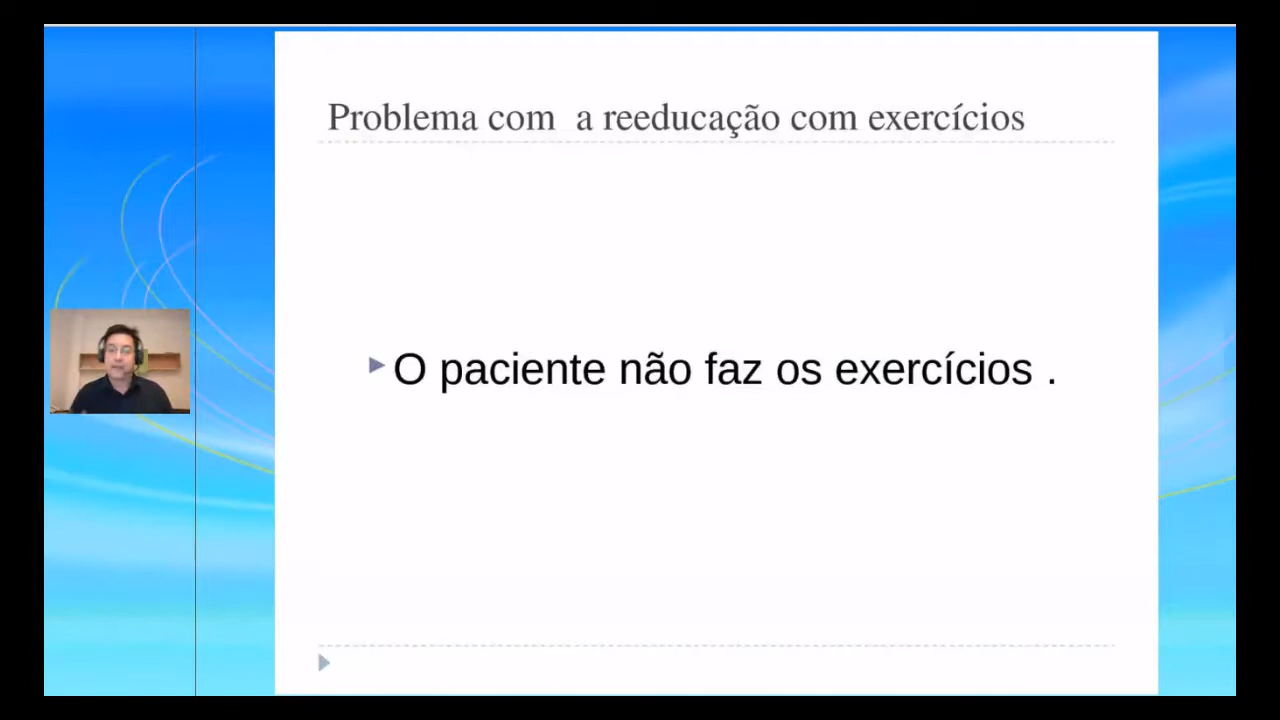 Problema com  a reeducação com exercícios
O paciente não faz os exercícios .